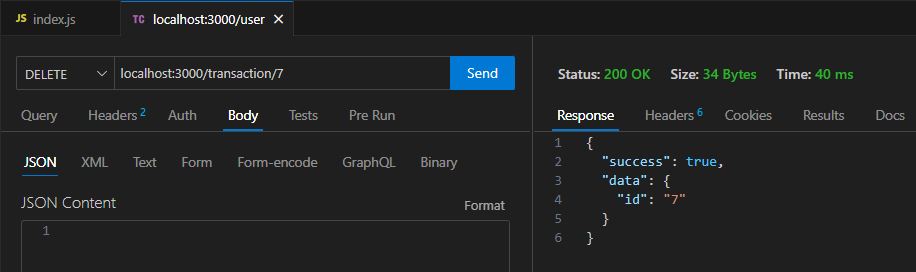 JS index.js TC localhost:3000/user ×
DELETE localhost:3000/transaction/7 Send
Query Headers 2 Auth Body Tests Pre Run
JSON XML Text Form Form-encode GraphQL Binary
JSON Content Format
1
Status: 200 OK Size: 34 Bytes Time: 40 ms
Response Headers 6 Cookies Results Docs
1 {
2 "success": true,
3 "data": {
4 "id": "7"
5 }
6 }